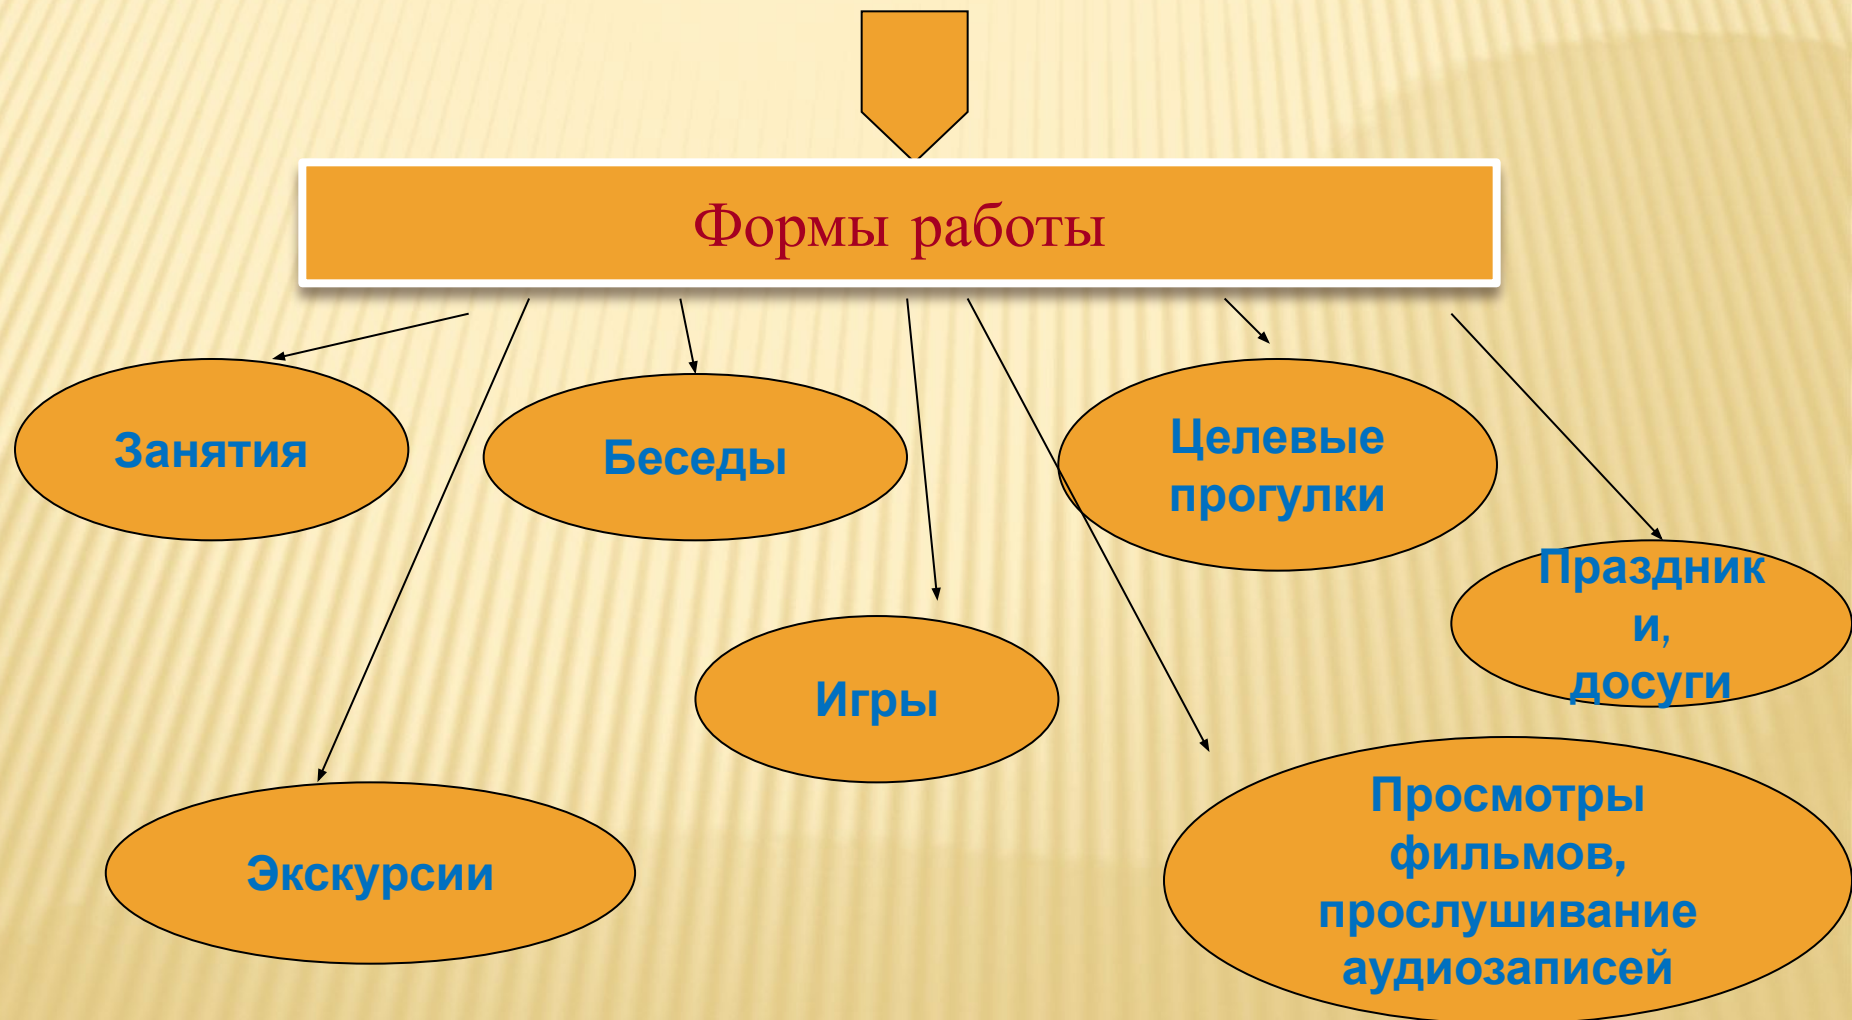 Формы работы
Занятия
Беседы
Целевые
прогулки
Праздник
и,
досуги
Игры
Экскурсии
Просмотры
фильмов,
прослушивание
аудиозаписей